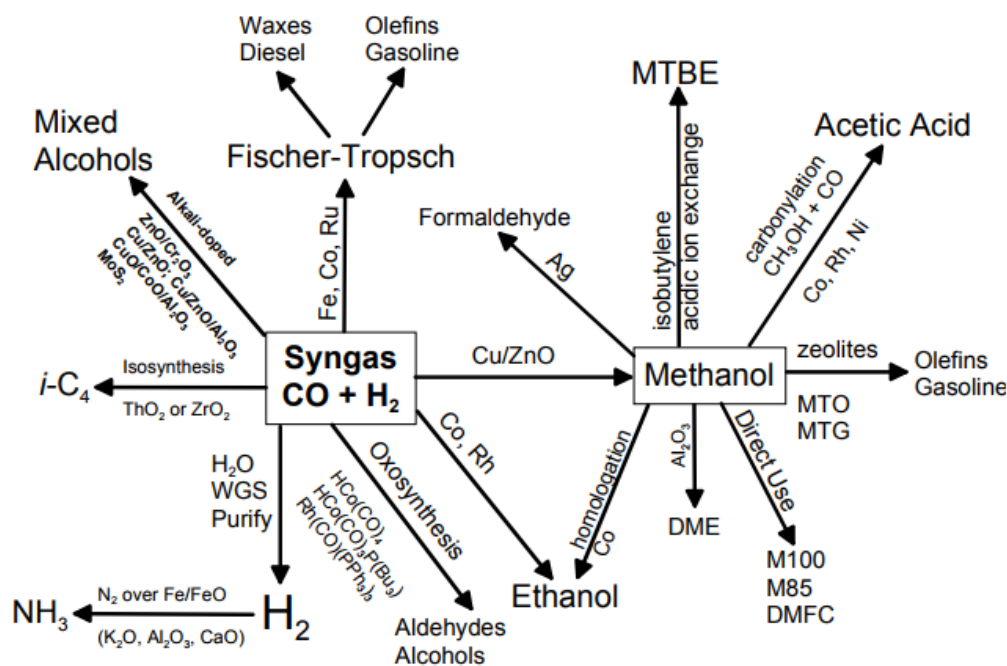 Waxes
Diesel
Olefins
Gasoline
Fischer-Tropsch
Fe, Co, Ru
Mixed
Alcohols
Alkali-doped
ZnO/Cr₂O₃
Cu/ZnO; Cu/ZnO/Al₂O₃
CuO/CoO/Al₂O₃
MoS₂
Isosynthesis
i-C₄
ThO₂ or ZrO₂
Syngas
CO + H₂
H₂O
WGS
Purify
H₂
N₂ over Fe/FeO
NH₃
(K₂O, Al₂O₃, CaO)
Oxosynthesis
HCo(CO)₄
HCo(CO)₃P(Bu₃)
Rh(CO)(PPh₃)₃
Aldehydes
Alcohols
Co, Rh
Ethanol
Cu/ZnO
Methanol
Formaldehyde
Ag
MTBE
isobutylene
acidic ion exchange
Acetic Acid
carbonylation
CH₃OH + CO
Co, Rh, Ni
zeolites
Olefins
Gasoline
MTO
MTG
homologation
Co
Al₂O₃
DME
Direct Use
M100
M85
DMFC